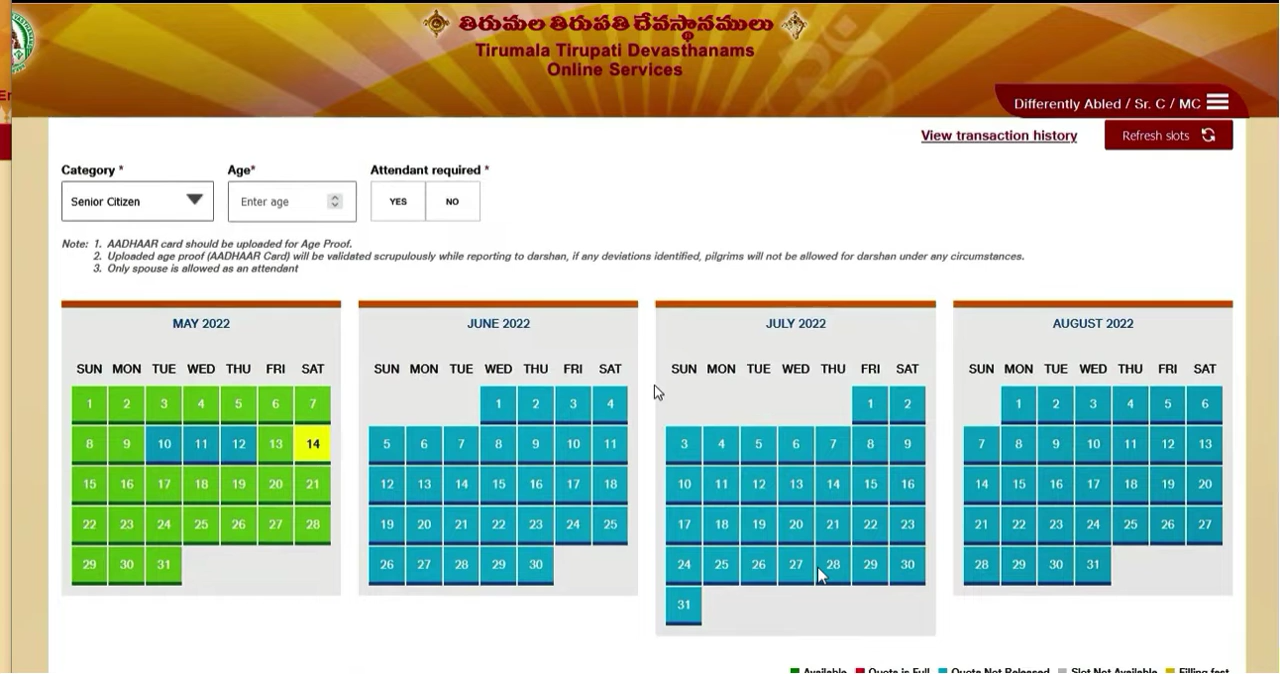 తిరుమల తిరుపతి దేవస్థానములు
Tirumala Tirupati Devasthanams
Online Services
Differently Abled / Sr. C / MC
View transaction history
Refresh slots
Category * Age* Attendant required *
Senior Citizen Enter age YES NO
Note: 1. AADHAAR card should be uploaded for Age Proof.
2. Uploaded age proof (AADHAAR Card) will be validated scrupulously while reporting to darshan, if any deviations identified, pilgrims will not be allowed for darshan under any circumstances.
3. Only spouse is allowed as an attendant
MAY 2022
SUN MON TUE WED THU FRI SAT
1 2 3 4 5 6 7
8 9 10 11 12 13 14
15 16 17 18 19 20 21
22 23 24 25 26 27 28
29 30 31
JUNE 2022
SUN MON TUE WED THU FRI SAT
1 2 3 4
5 6 7 8 9 10 11
12 13 14 15 16 17 18
19 20 21 22 23 24 25
26 27 28 29 30
JULY 2022
SUN MON TUE WED THU FRI SAT
1 2
3 4 5 6 7 8 9
10 11 12 13 14 15 16
17 18 19 20 21 22 23
24 25 26 27 28 29 30
31
AUGUST 2022
SUN MON TUE WED THU FRI SAT
1 2 3 4 5 6
7 8 9 10 11 12 13
14 15 16 17 18 19 20
21 22 23 24 25 26 27
28 29 30 31
Available Quota is Full Quota Not Released Slot Not Available Filling fast